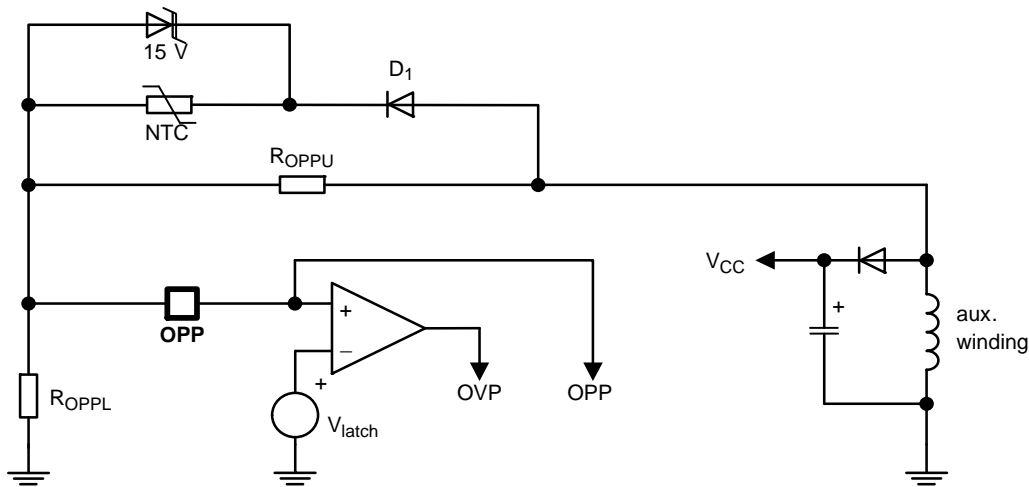 15 V
D1
NTC
ROPPU
VCC
+
aux.
winding
OPP
+
−
+
OVP
OPP
ROPPL
Vlatch